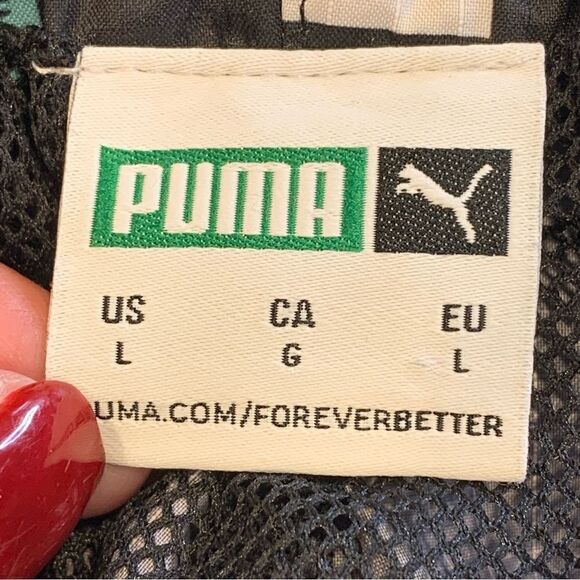 PUMA
US CA EU
L G L
UMA.COM/FOREVERBETTER